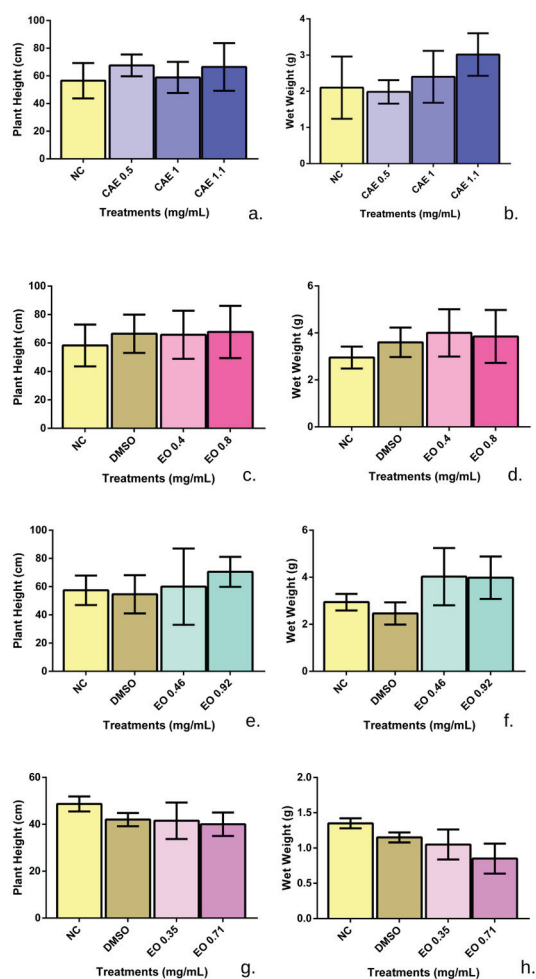 Plant Height (cm)
100
80
60
40
20
0
NC
CAE 0.5
CAE 1
CAE 1.1
Treatments (mg/mL)
a.
Wet Weight (g)
4
3
2
1
0
NC
CAE 0.5
CAE 1
CAE 1.1
Treatments (mg/mL)
b.
Plant Height (cm)
100
80
60
40
20
0
NC
DMSO
EO 0.4
EO 0.8
Treatments (mg/mL)
c.
Wet Weight (g)
6
4
2
0
NC
DMSO
EO 0.4
EO 0.8
Treatments (mg/mL)
d.
Plant Height (cm)
100
80
60
40
20
0
NC
DMSO
EO 0.46
EO 0.92
Treatments (mg/mL)
e.
Wet Weight (g)
6
4
2
0
NC
DMSO
EO 0.46
EO 0.92
Treatments (mg/mL)
f.
Plant Height (cm)
60
40
20
0
NC
DMSO
EO 0.35
EO 0.71
Treatments (mg/mL)
g.
Wet Weight (g)
2.0
1.5
1.0
0.5
0.0
NC
DMSO
EO 0.35
EO 0.71
Treatments (mg/mL)
h.